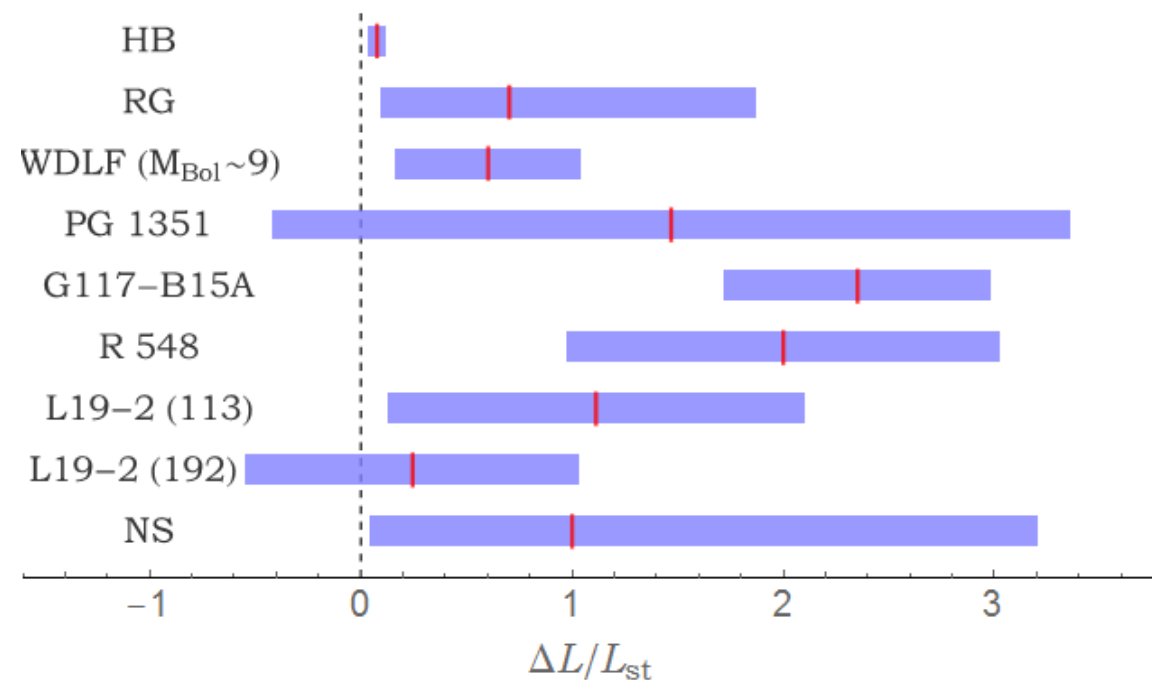 HB
RG
WDLF (M_Bol~9)
PG 1351
G117−B15A
R 548
L19−2 (113)
L19−2 (192)
NS
−1 0 1 2 3
ΔL/L_st